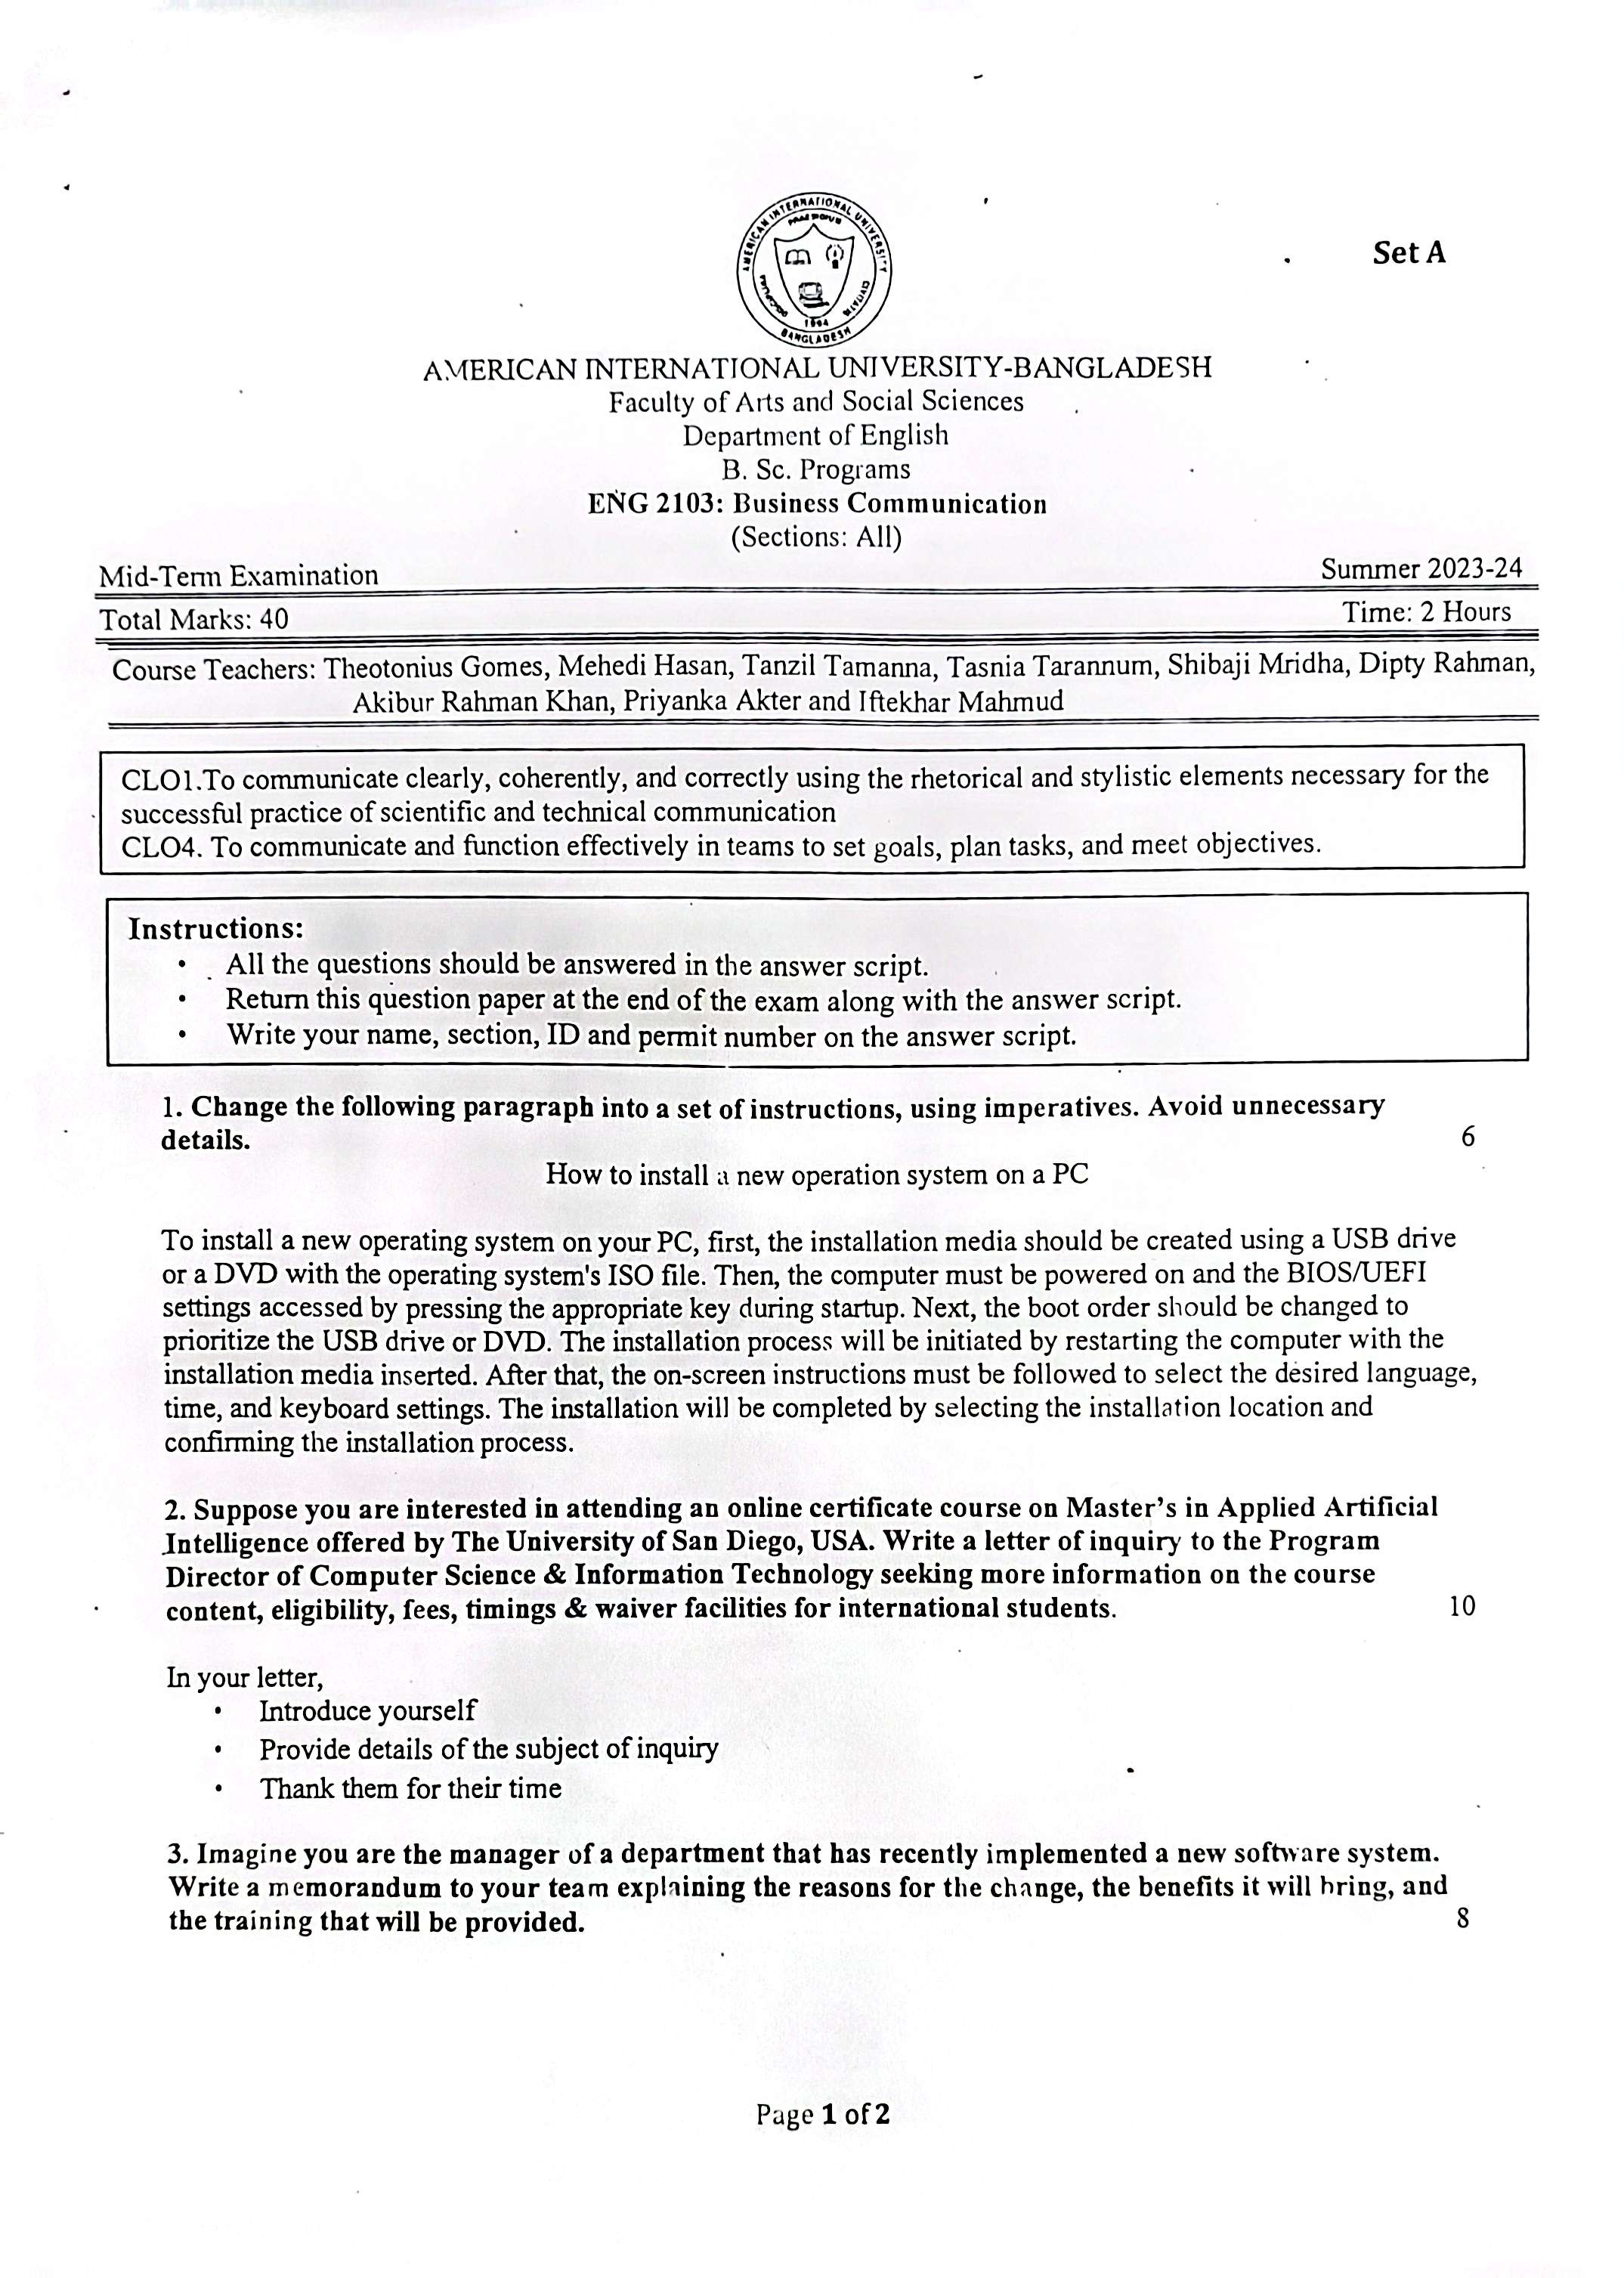 AMERICAN INTERNATIONAL UNIVERSITY
BANGLADESH
1994
Set A
AMERICAN INTERNATIONAL UNIVERSITY-BANGLADESH
Faculty of Arts and Social Sciences
Department of English
B. Sc. Programs
ENG 2103: Business Communication
(Sections: All)
Mid-Term Examination Summer 2023-24
Total Marks: 40 Time: 2 Hours
Course Teachers: Theotonius Gomes, Mehedi Hasan, Tanzil Tamanna, Tasnia Tarannum, Shibaji Mridha, Dipty Rahman,
Akibur Rahman Khan, Priyanka Akter and Iftekhar Mahmud
CLO1.To communicate clearly, coherently, and correctly using the rhetorical and stylistic elements necessary for the
successful practice of scientific and technical communication
CLO4. To communicate and function effectively in teams to set goals, plan tasks, and meet objectives.
Instructions:
• All the questions should be answered in the answer script.
• Return this question paper at the end of the exam along with the answer script.
• Write your name, section, ID and permit number on the answer script.
1. Change the following paragraph into a set of instructions, using imperatives. Avoid unnecessary
details. 6
How to install a new operation system on a PC
To install a new operating system on your PC, first, the installation media should be created using a USB drive
or a DVD with the operating system's ISO file. Then, the computer must be powered on and the BIOS/UEFI
settings accessed by pressing the appropriate key during startup. Next, the boot order should be changed to
prioritize the USB drive or DVD. The installation process will be initiated by restarting the computer with the
installation media inserted. After that, the on-screen instructions must be followed to select the desired language,
time, and keyboard settings. The installation will be completed by selecting the installation location and
confirming the installation process.
2. Suppose you are interested in attending an online certificate course on Master’s in Applied Artificial
Intelligence offered by The University of San Diego, USA. Write a letter of inquiry to the Program
Director of Computer Science & Information Technology seeking more information on the course
content, eligibility, fees, timings & waiver facilities for international students. 10
In your letter,
• Introduce yourself
• Provide details of the subject of inquiry
• Thank them for their time
3. Imagine you are the manager of a department that has recently implemented a new software system.
Write a memorandum to your team explaining the reasons for the change, the benefits it will bring, and
the training that will be provided. 8
Page 1 of 2